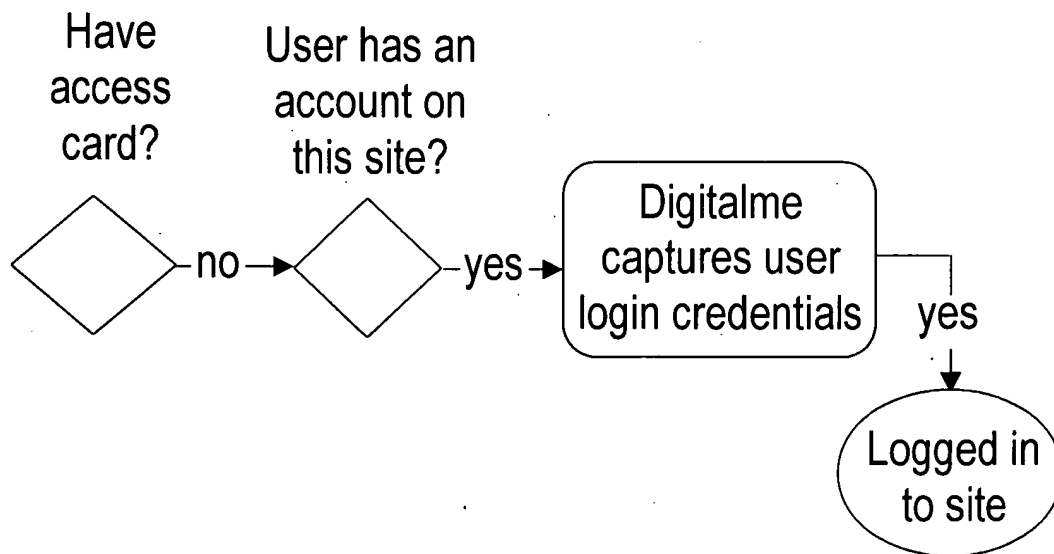 Have
access
card?
User has an
account on
this site?
no
yes
Digitalme
captures user
login credentials
yes
Logged in
to site